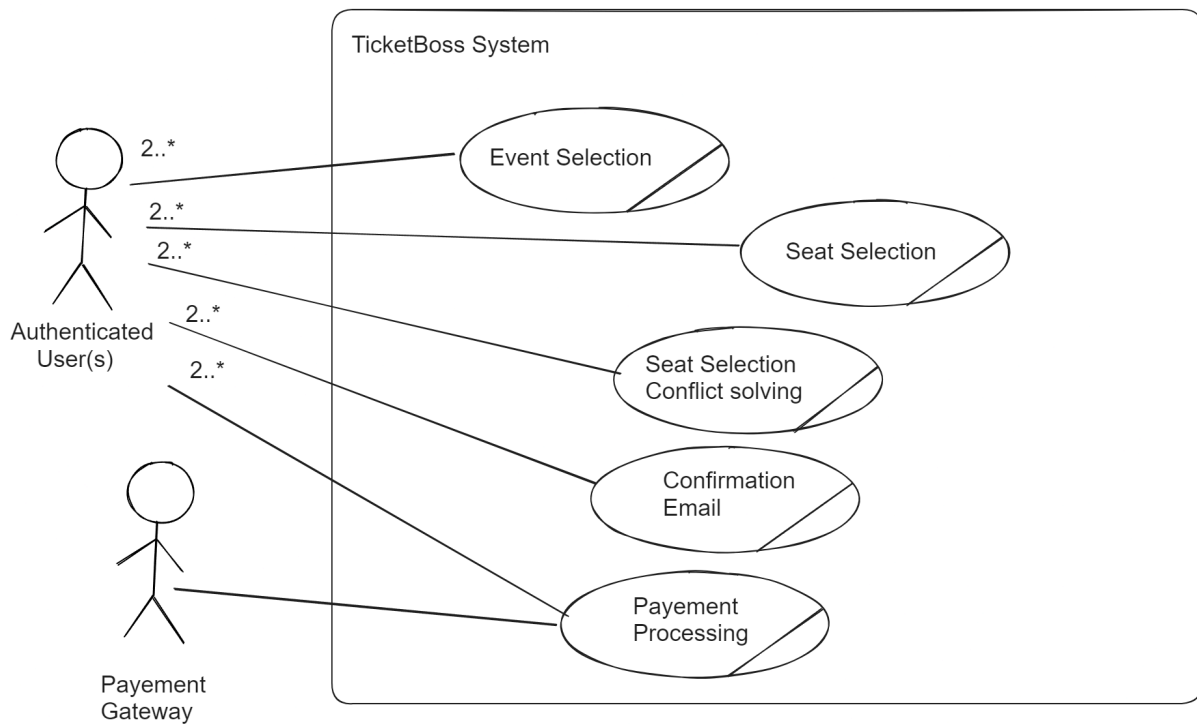 TicketBoss System
2..*
Event Selection
2..*
Seat Selection
2..*
2..*
2..*
Authenticated
User(s)
Seat Selection
Conflict solving
Confirmation
Email
Payement
Processing
Payement
Gateway